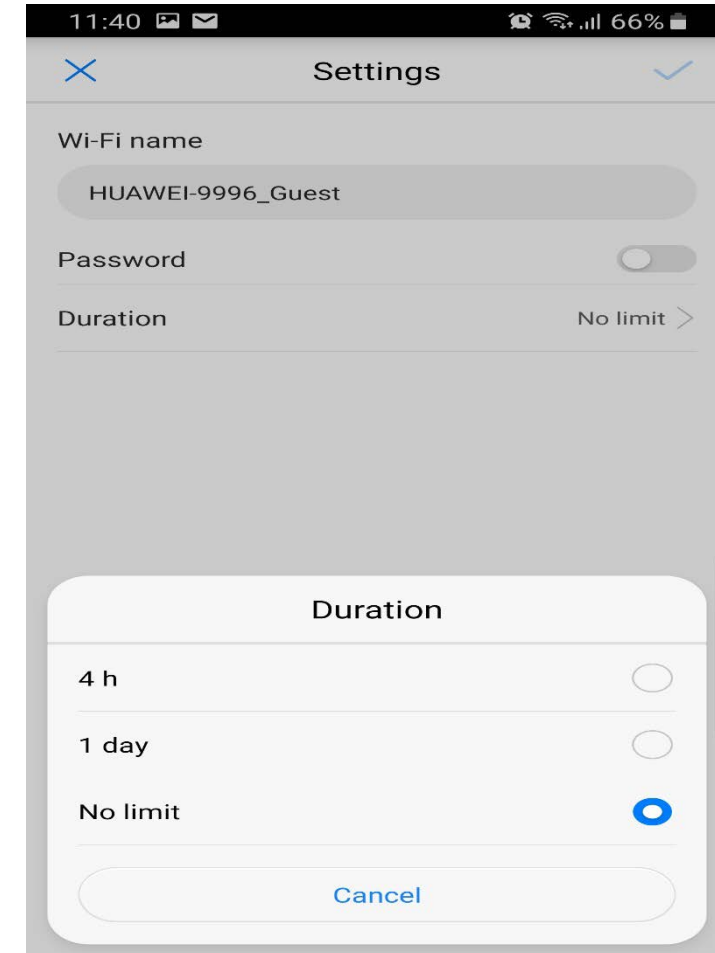 11:40 66%
Settings
Wi-Fi name
HUAWEI-9996_Guest
Password
Duration No limit
Duration
4 h
1 day
No limit
Cancel